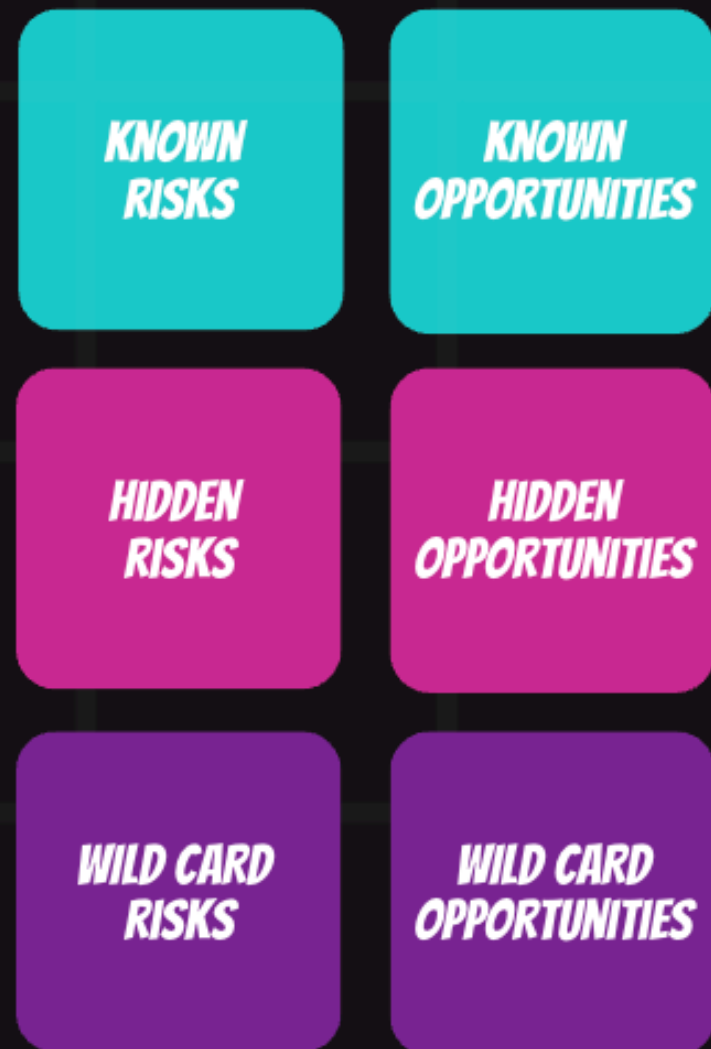 KNOWN
RISKS
KNOWN
OPPORTUNITIES
HIDDEN
RISKS
HIDDEN
OPPORTUNITIES
WILD CARD
RISKS
WILD CARD
OPPORTUNITIES